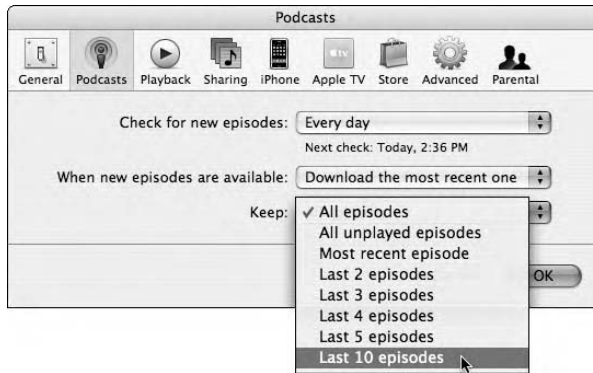 Podcasts
General Podcasts Playback Sharing iPhone Apple TV Store Advanced Parental
Check for new episodes: Every day
Next check: Today, 2:36 PM
When new episodes are available: Download the most recent one
Keep: ✓ All episodes
All unplayed episodes
Most recent episode
Last 2 episodes
Last 3 episodes
Last 4 episodes
Last 5 episodes
Last 10 episodes
OK